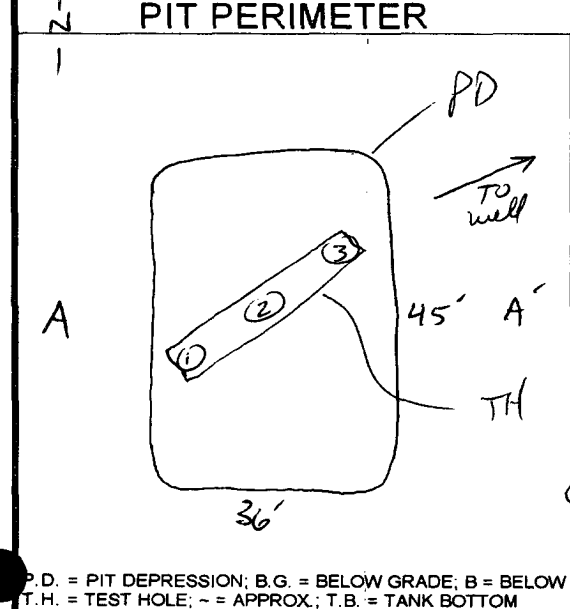 N
PIT PERIMETER
PD
TO
well
3
2
1
A
45' A'
TH
36'
P.D. = PIT DEPRESSION; B.G. = BELOW GRADE; B = BELOW
T.H. = TEST HOLE; ~ = APPROX.; T.B. = TANK BOTTOM